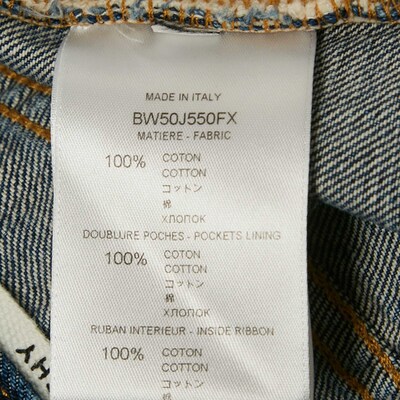 MADE IN ITALY
BW50J550FX
MATIERE - FABRIC
100% COTON
COTTON
コットン
棉
ХЛОПОК
DOUBLURE POCHES - POCKETS LINING
100% COTON
COTTON
コットン
棉
ХЛОПОК
RUBAN INTERIEUR - INSIDE RIBBON
100% COTON
COTTON
コットン
棉
HY